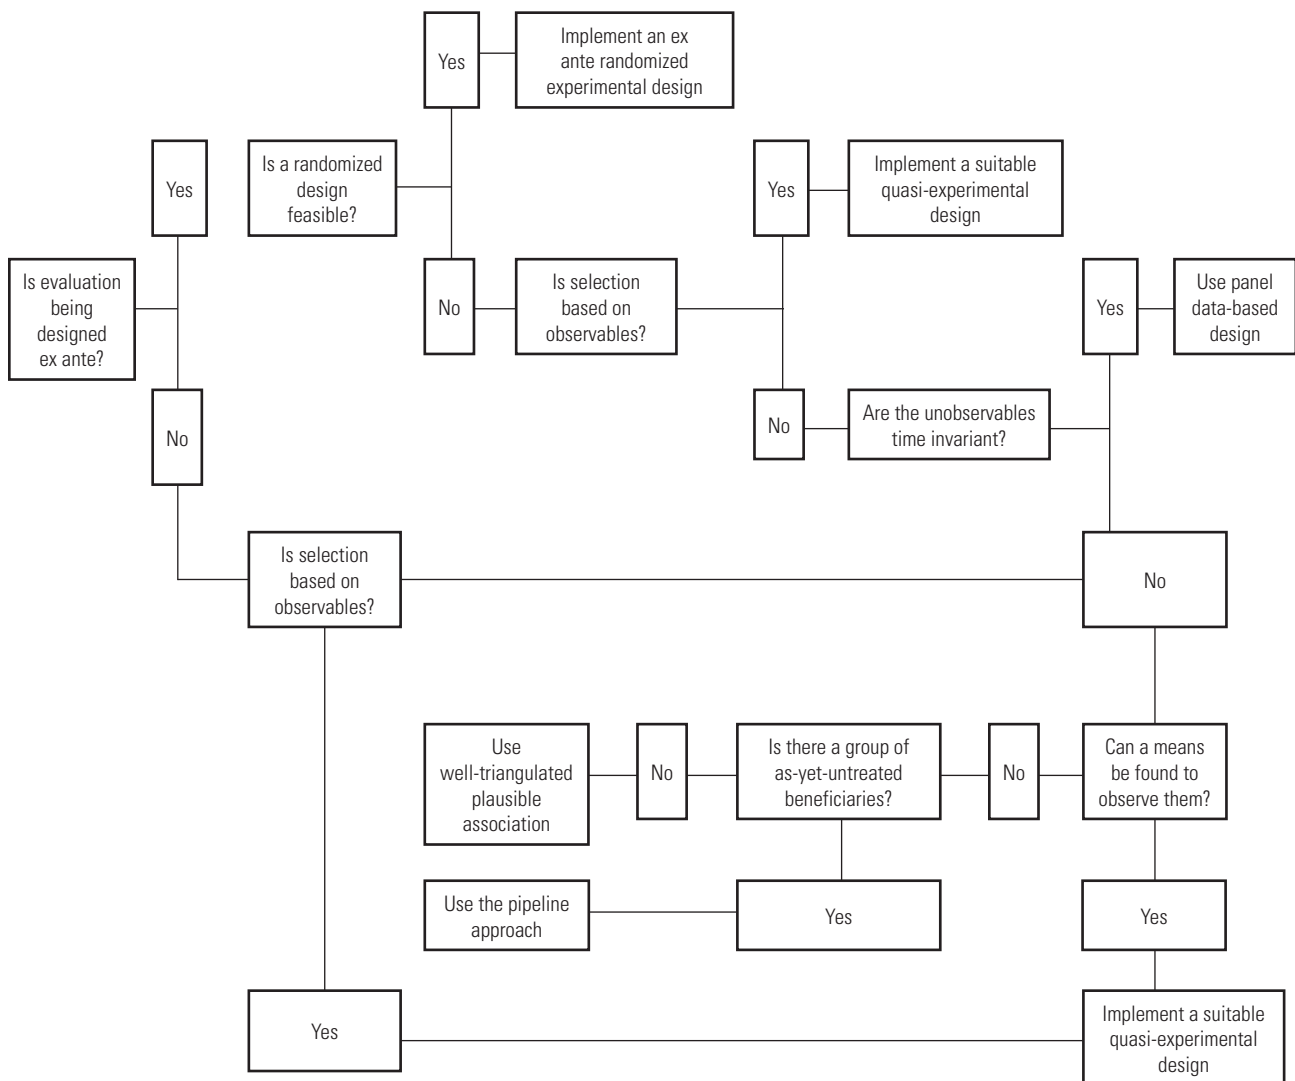 Yes
Implement an ex
ante randomized
experimental design
Yes
Is a randomized
design
feasible?
Yes
Implement a suitable
quasi-experimental
design
Is evaluation
being
designed
ex ante?
No
Is selection
based on
observables?
Yes
Use panel
data-based
design
No
No
Are the unobservables
time invariant?
Is selection
based on
observables?
No
Use
well-triangulated
plausible
association
No
Is there a group of
as-yet-untreated
beneficiaries?
No
Can a means
be found to
observe them?
Use the pipeline
approach
Yes
Yes
Yes
Implement a suitable
quasi-experimental
design